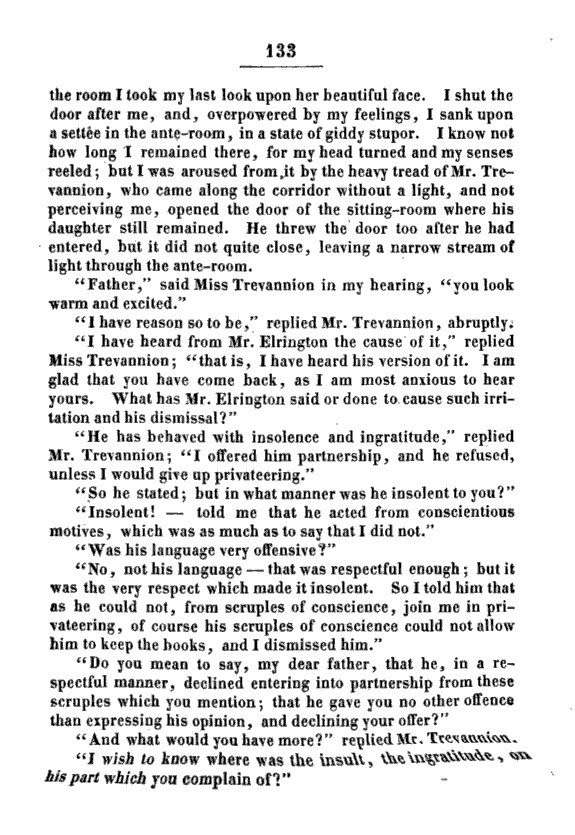 133
the room I took my last look upon her beautiful face. I shut the
door after me, and, overpowered by my feelings, I sank upon
a settëe in the ante-room, in a state of giddy stupor. I know not
how long I remained there, for my head turned and my senses
reeled; but I was aroused from it by the heavy tread of Mr. Tre-
vannion, who came along the corridor without a light, and not
perceiving me, opened the door of the sitting-room where his
daughter still remained. He threw the door too after he had
entered, but it did not quite close, leaving a narrow stream of
light through the ante-room.
“Father,” said Miss Trevannion in my hearing, “you look
warm and excited.”
“I have reason so to be,” replied Mr. Trevannion, abruptly.
“I have heard from Mr. Elrington the cause of it,” replied
Miss Trevannion; “that is, I have heard his version of it. I am
glad that you have come back, as I am most anxious to hear
yours. What has Mr. Elrington said or done to cause such irri-
tation and his dismissal?”
“He has behaved with insolence and ingratitude,” replied
Mr. Trevannion; “I offered him partnership, and he refused,
unless I would give up privateering.”
“So he stated; but in what manner was he insolent to you?”
“Insolent! — told me that he acted from conscientious
motives, which was as much as to say that I did not.”
“Was his language very offensive?”
“No, not his language — that was respectful enough; but it
was the very respect which made it insolent. So I told him that
as he could not, from scruples of conscience, join me in pri-
vateering, of course his scruples of conscience could not allow
him to keep the books, and I dismissed him.”
“Do you mean to say, my dear father, that he, in a re-
spectful manner, declined entering into partnership from these
scruples which you mention; that he gave you no other offence
than expressing his opinion, and declining your offer?”
“And what would you have more?” replied Mr. Trevannion.
“I wish to know where was the insult, the ingratitude, on
his part which you complain of?”